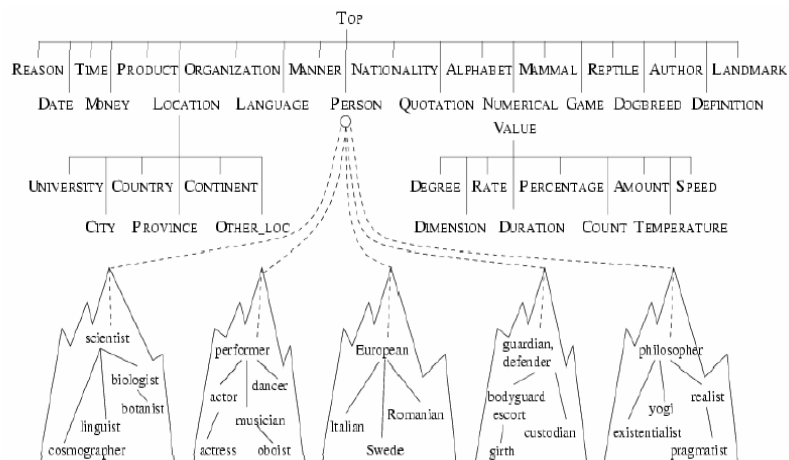 TOP
REASON TIME PRODUCT ORGANIZATION MANNER NATIONALITY ALPHABET MAMMAL REPTILE AUTHOR LANDMARK
DATE MONEY LOCATION LANGUAGE PERSON QUOTATION NUMERICAL GAME DOGBREED DEFINITION
VALUE
UNIVERSITY COUNTRY CONTINENT DEGREE RATE PERCENTAGE AMOUNT SPEED
CITY PROVINCE OTHER_LOC DIMENSION DURATION COUNT TEMPERATURE
scientist
biologist
botanist
linguist
cosmographer
performer
dancer
actor
musician
actress
oboist
European
Romanian
Italian
Swede
guardian,
defender
bodyguard
escort
custodian
girth
philosopher
realist
yogi
existentialist
pragmatist